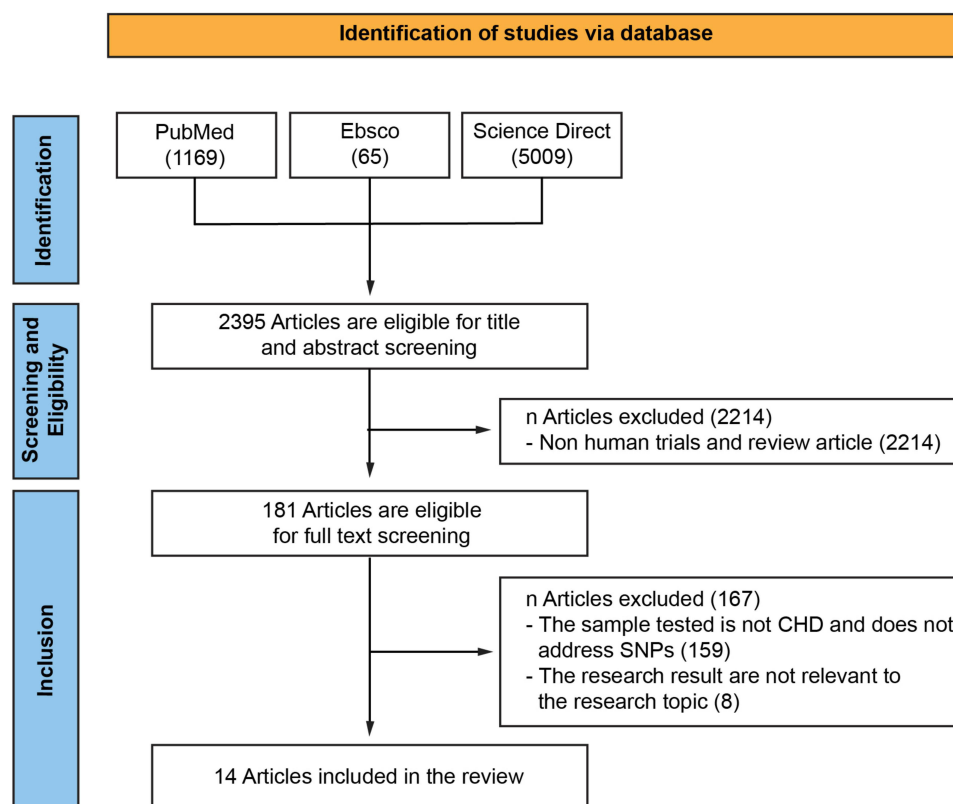 Identification of studies via database
Identification
PubMed
(1169)
Ebsco
(65)
Science Direct
(5009)
Screening and
Eligibility
2395 Articles are eligible for title
and abstract screening
n Articles excluded (2214)
- Non human trials and review article (2214)
Inclusion
181 Articles are eligible
for full text screening
n Articles excluded (167)
- The sample tested is not CHD and does not
address SNPs (159)
- The research result are not relevant to
the research topic (8)
14 Articles included in the review